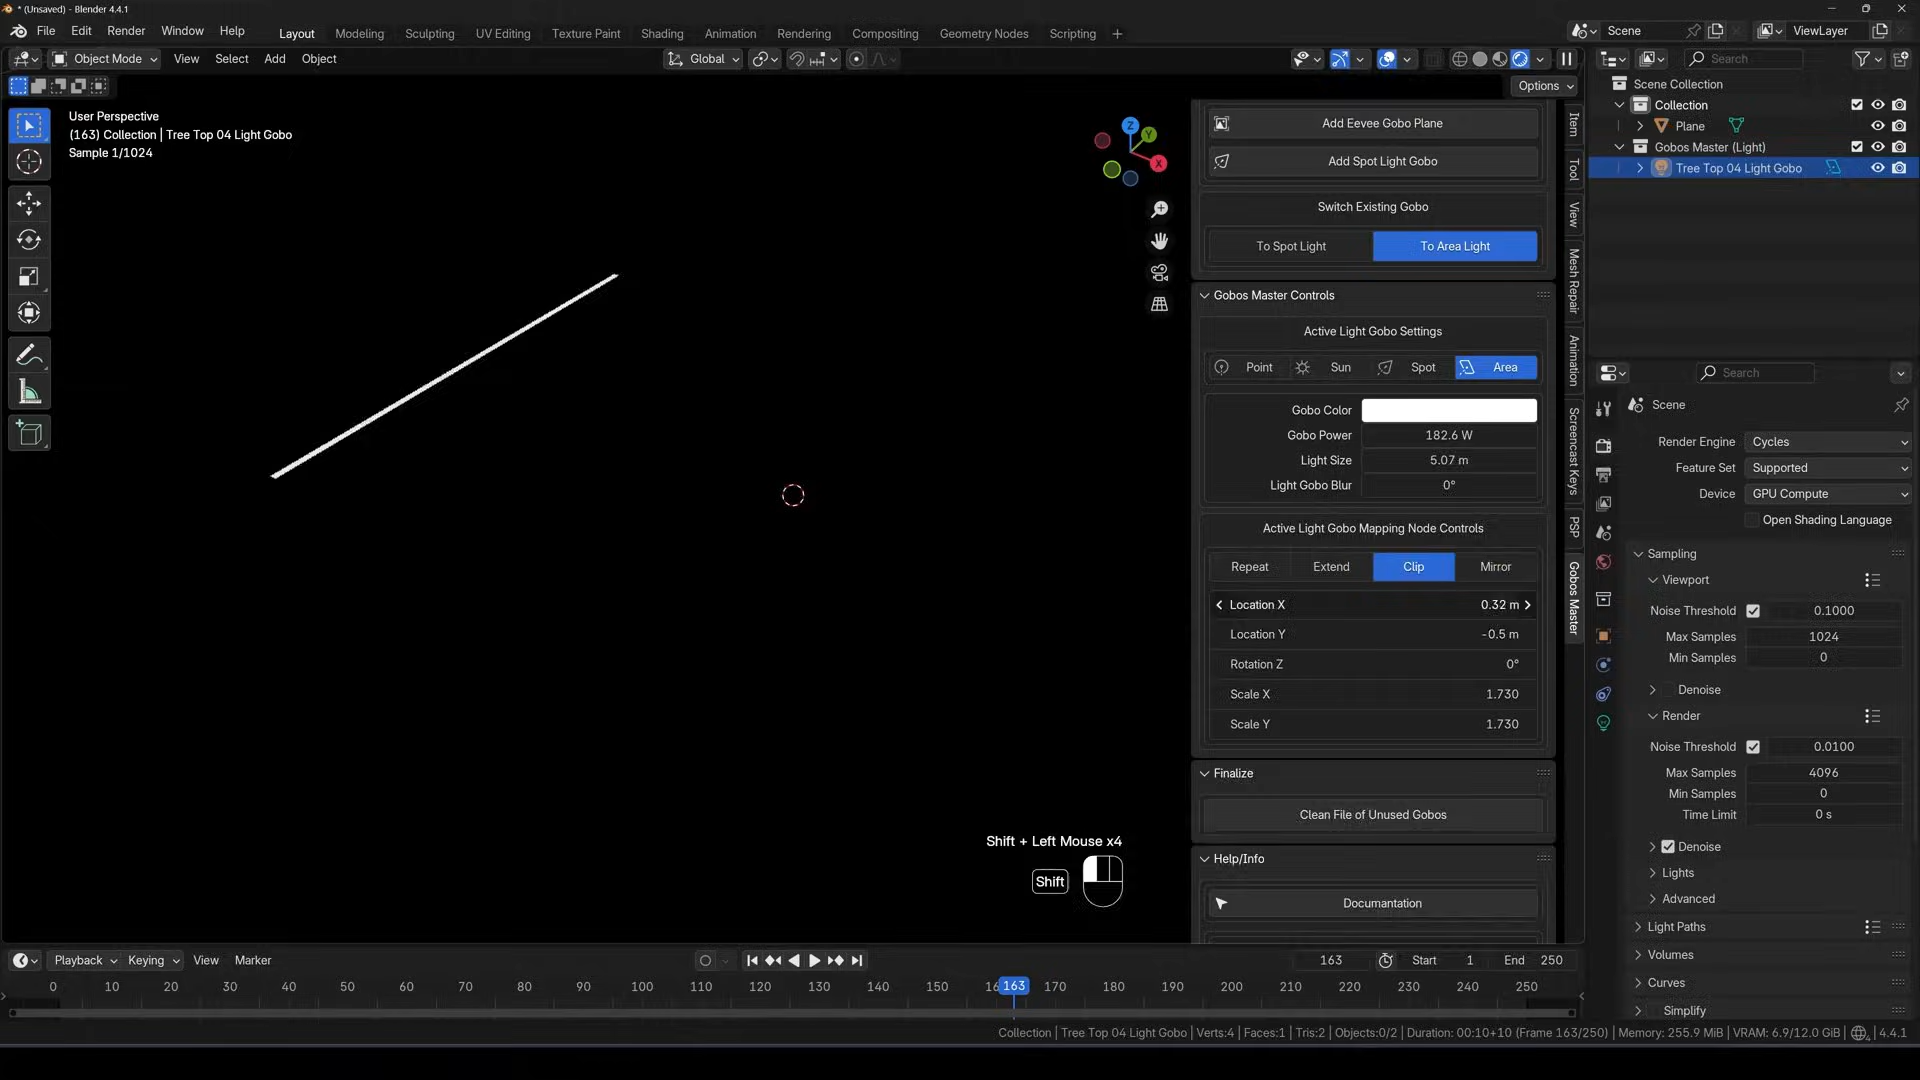 * (Unsaved) - Blender 4.4.1
File Edit Render Window Help
Layout Modeling Sculpting UV Editing Texture Paint Shading Animation Rendering Compositing Geometry Nodes Scripting +
Scene ViewLayer
Object Mode View Select Add Object
Global
Search
Options
User Perspective
(163) Collection | Tree Top 04 Light Gobo
Sample 1/1024
Z
Y
X
Add Eevee Gobo Plane
Add Spot Light Gobo
Switch Existing Gobo
To Spot Light To Area Light
Gobos Master Controls
Active Light Gobo Settings
Point Sun Spot Area
Gobo Color
Gobo Power 182.6 W
Light Size 5.07 m
Light Gobo Blur 0°
Active Light Gobo Mapping Node Controls
Repeat Extend Clip Mirror
Location X 0.32 m
Location Y -0.5 m
Rotation Z 0°
Scale X 1.730
Scale Y 1.730
Finalize
Clean File of Unused Gobos
Help/Info
Documantation
Shift + Left Mouse x4
Shift
Item
Tool
View
Mesh Repair
Animation
Screencast Keys
PSP
Gobos Master
Scene Collection
Collection
Plane
Gobos Master (Light)
Tree Top 04 Light Gobo
Search
Scene
Render Engine Cycles
Feature Set Supported
Device GPU Compute
Open Shading Language
Sampling
Viewport
Noise Threshold 0.1000
Max Samples 1024
Min Samples 0
Denoise
Render
Noise Threshold 0.0100
Max Samples 4096
Min Samples 0
Time Limit 0 s
Denoise
Lights
Advanced
Light Paths
Volumes
Curves
Simplify
Playback Keying View Marker
163 Start 1 End 250
0 10 20 30 40 50 60 70 80 90 100 110 120 130 140 150 163 170 180 190 200 210 220 230 240 250
Collection | Tree Top 04 Light Gobo | Verts:4 | Faces:1 | Tris:2 | Objects:0/2 | Duration: 00:10+10 (Frame 163/250) | Memory: 255.9 MiB | VRAM: 6.9/12.0 GiB | 4.4.1